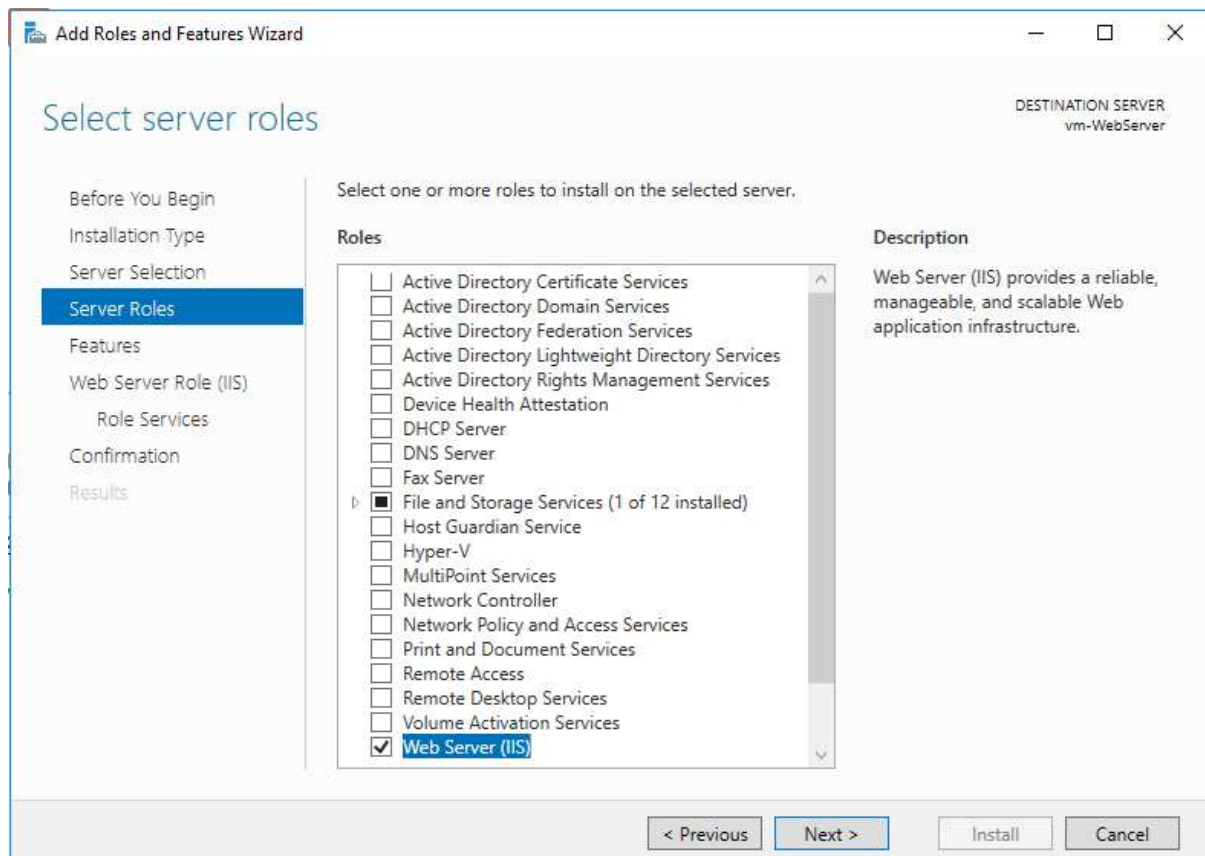 Add Roles and Features Wizard
Select server roles
DESTINATION SERVER
vm-WebServer
Before You Begin
Installation Type
Server Selection
Server Roles
Features
Web Server Role (IIS)
Role Services
Confirmation
Results
Select one or more roles to install on the selected server.
Roles
Active Directory Certificate Services
Active Directory Domain Services
Active Directory Federation Services
Active Directory Lightweight Directory Services
Active Directory Rights Management Services
Device Health Attestation
DHCP Server
DNS Server
Fax Server
File and Storage Services (1 of 12 installed)
Host Guardian Service
Hyper-V
MultiPoint Services
Network Controller
Network Policy and Access Services
Print and Document Services
Remote Access
Remote Desktop Services
Volume Activation Services
Web Server (IIS)
Description
Web Server (IIS) provides a reliable,
manageable, and scalable Web
application infrastructure.
< Previous
Next >
Install
Cancel